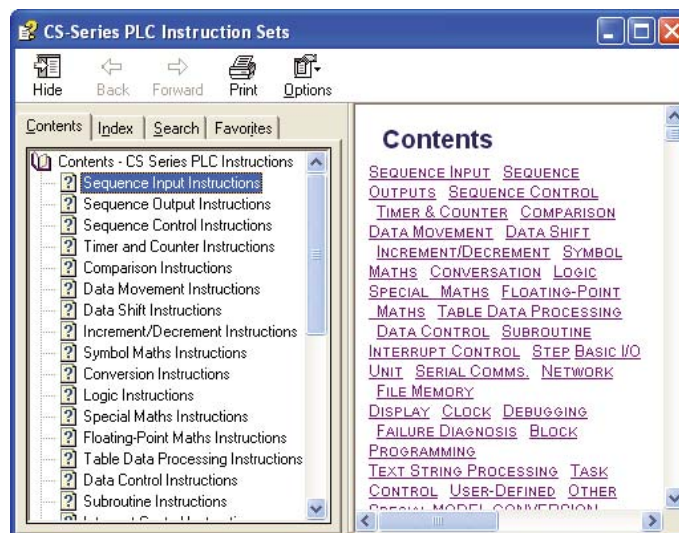 CS-Series PLC Instruction Sets
Hide Back Forward Print Options
Contents Index Search Favorites
Contents - CS Series PLC Instructions
Sequence Input Instructions
Sequence Output Instructions
Sequence Control Instructions
Timer and Counter Instructions
Comparison Instructions
Data Movement Instructions
Data Shift Instructions
Increment/Decrement Instructions
Symbol Maths Instructions
Conversion Instructions
Logic Instructions
Special Maths Instructions
Floating-Point Maths Instructions
Table Data Processing Instructions
Data Control Instructions
Subroutine Instructions
Contents
SEQUENCE INPUT SEQUENCE
OUTPUTS SEQUENCE CONTROL
TIMER & COUNTER COMPARISON
DATA MOVEMENT DATA SHIFT
INCREMENT/DECREMENT SYMBOL
MATHS CONVERSATION LOGIC
SPECIAL MATHS FLOATING-POINT
MATHS TABLE DATA PROCESSING
DATA CONTROL SUBROUTINE
INTERRUPT CONTROL STEP BASIC I/O
UNIT SERIAL COMMS. NETWORK
FILE MEMORY
DISPLAY CLOCK DEBUGGING
FAILURE DIAGNOSIS BLOCK
PROGRAMMING
TEXT STRING PROCESSING TASK
CONTROL USER-DEFINED OTHER
SPECIAL MODEL CONVERSION